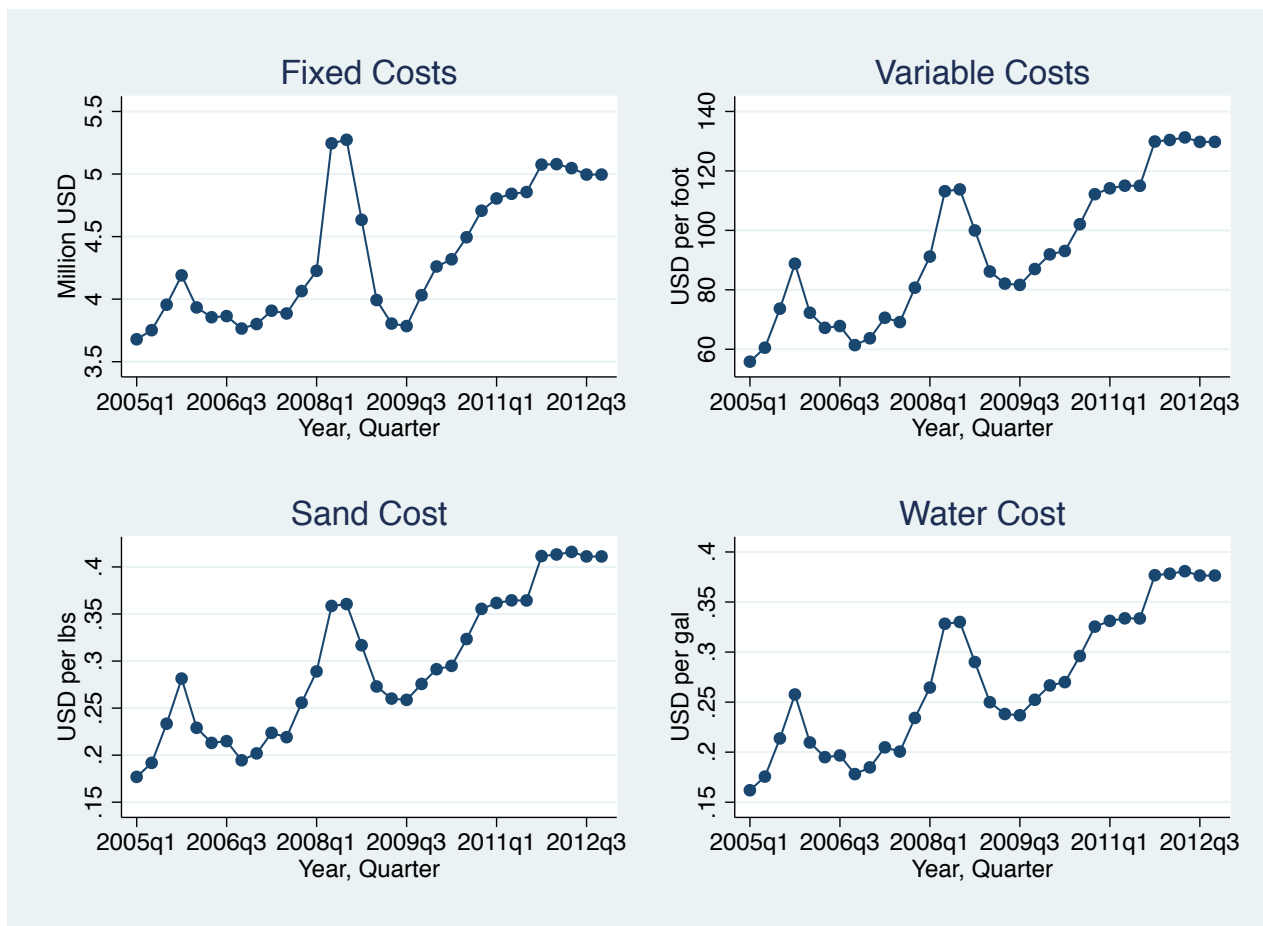 Fixed Costs
Million USD
5.5
5
4.5
4
3.5
2005q1 2006q3 2008q1 2009q3 2011q1 2012q3
Year, Quarter
Variable Costs
USD per foot
140
120
100
80
60
2005q1 2006q3 2008q1 2009q3 2011q1 2012q3
Year, Quarter
Sand Cost
USD per lbs
.4
.35
.3
.25
.2
.15
2005q1 2006q3 2008q1 2009q3 2011q1 2012q3
Year, Quarter
Water Cost
USD per gal
.4
.35
.3
.25
.2
.15
2005q1 2006q3 2008q1 2009q3 2011q1 2012q3
Year, Quarter